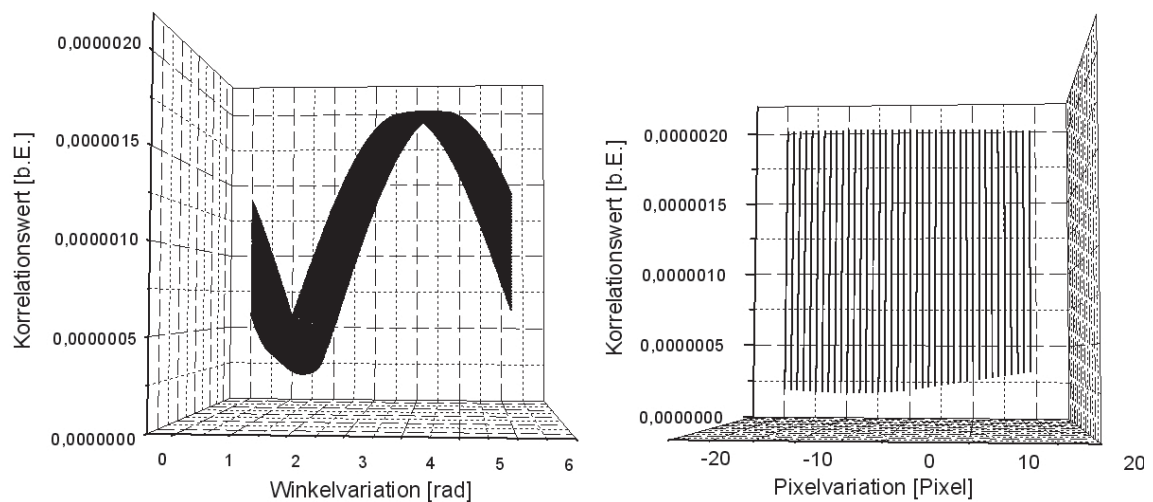 0,0000020
0,0000015
0,0000010
0,0000005
0,0000000
Korrelationswert [b.E.]
0 1 2 3 4 5 6
Winkelvariation [rad]
0,0000020
0,0000015
0,0000010
0,0000005
0,0000000
Korrelationswert [b.E.]
-20 -10 0 10 20
Pixelvariation [Pixel]